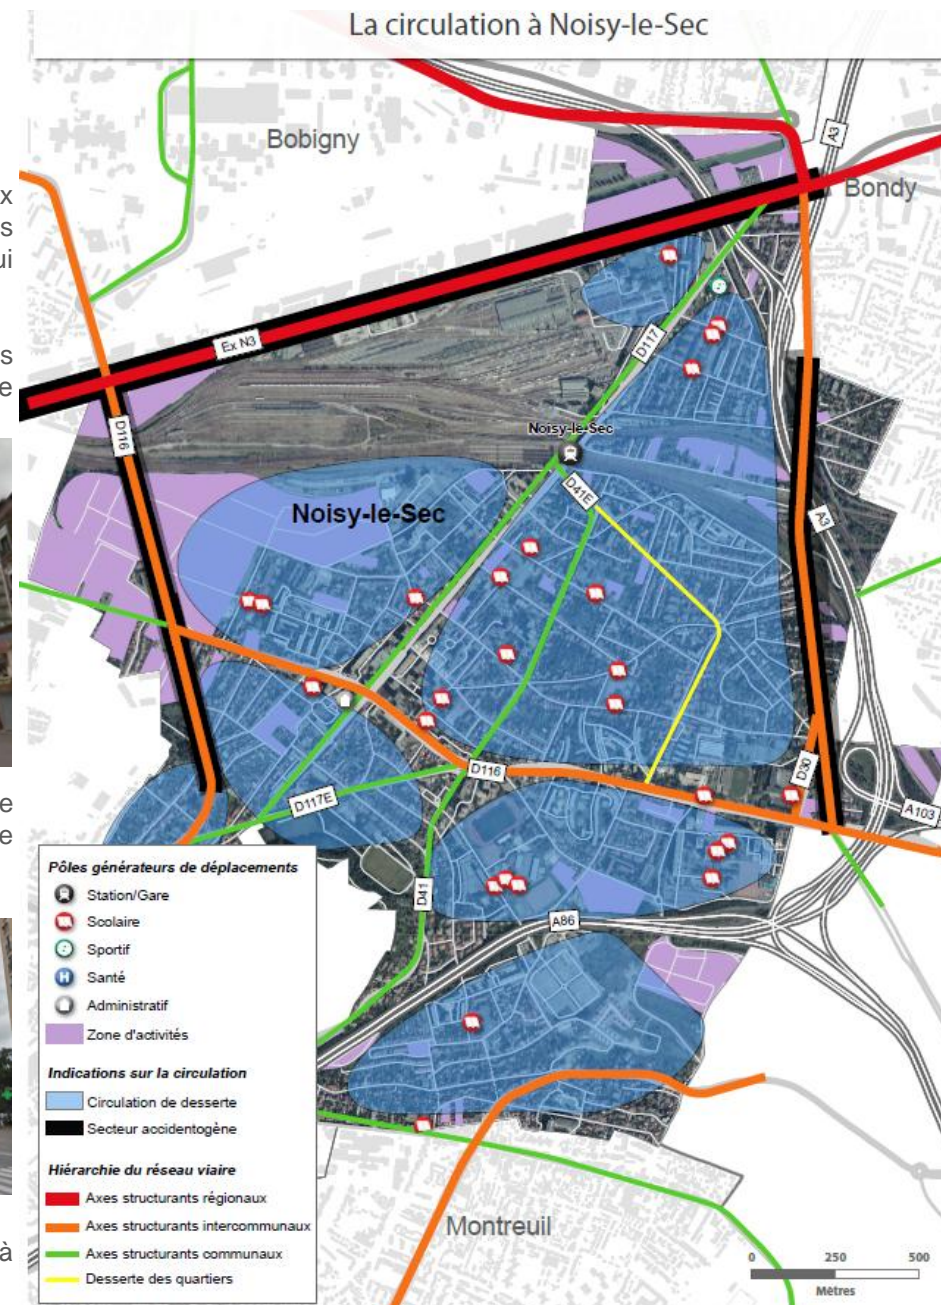 La circulation à Noisy-le-Sec
Bobigny
A3
x
Bondy
s
ui
Ex N3
D117
s
e
D116
Noisy-le-Sec
D41E
Noisy-le-Sec
A3
D116
D30
D117E
A103
e
e
D41
A86
Pôles générateurs de déplacements
Station/Gare
Scolaire
Sportif
H Santé
Administratif
Zone d'activités
Indications sur la circulation
Circulation de desserte
Secteur accidentogène
Hiérarchie du réseau viaire
Axes structurants régionaux
Axes structurants intercommunaux
Axes structurants communaux
Desserte des quartiers
à
Montreuil
0 250 500
Mètres